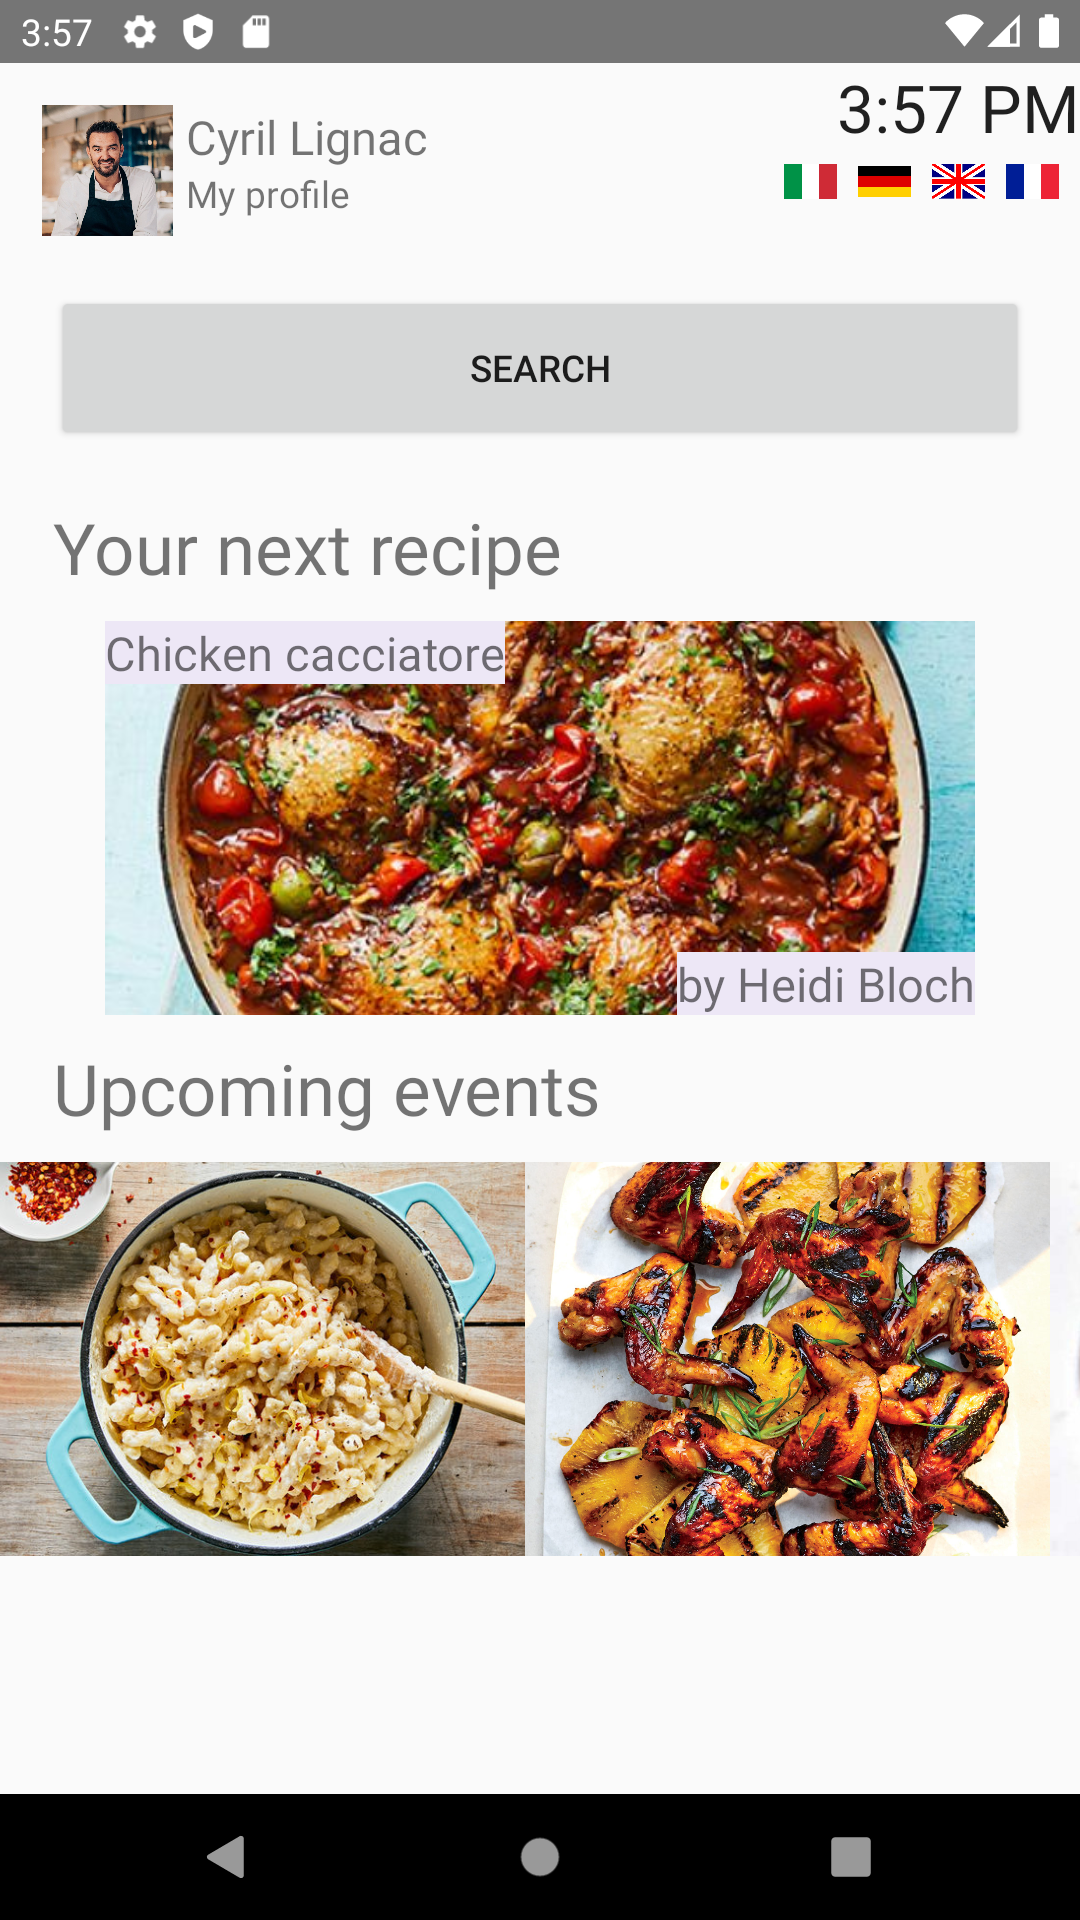 3:57
3:57 PM
Cyril Lignac
My profile
SEARCH
Your next recipe
Chicken cacciatore
by Heidi Bloch
Upcoming events